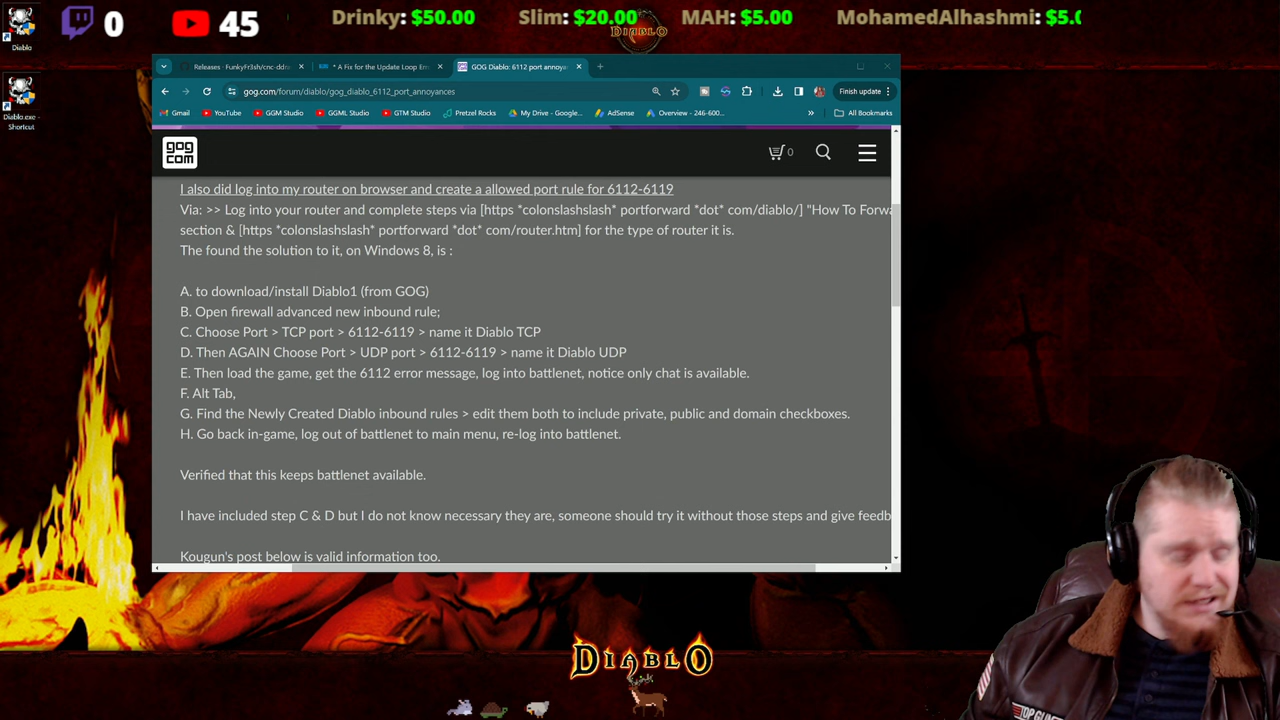 0
45
Drinky: $50.00
Slim: $20.00
MAH: $5.00
MohamedAlhashmi: $5.0
DIABLO
Diablo
Diablo.exe -
Shortcut
Releases · FunkyFr3sh/cnc-ddra
* A Fix for the Update Loop Err
GOG Diablo: 6112 port annoya
gog.com/forum/diablo/gog_diablo_6112_port_annoyances
Finish update
Gmail
YouTube
GGM Studio
GGML Studio
GTM Studio
Pretzel Rocks
My Drive - Google...
AdSense
Overview - 246-600...
»
All Bookmarks
gog
com
0
I also did log into my router on browser and create a allowed port rule for 6112-6119
Via: >> Log into your router and complete steps via [https *colonslashslash* portforward *dot* com/diablo/] "How To Forwa
section & [https *colonslashslash* portforward *dot* com/router.htm] for the type of router it is.
The found the solution to it, on Windows 8, is :
A. to download/install Diablo1 (from GOG)
B. Open firewall advanced new inbound rule;
C. Choose Port > TCP port > 6112-6119 > name it Diablo TCP
D. Then AGAIN Choose Port > UDP port > 6112-6119 > name it Diablo UDP
E. Then load the game, get the 6112 error message, log into battlenet, notice only chat is available.
F. Alt Tab,
G. Find the Newly Created Diablo inbound rules > edit them both to include private, public and domain checkboxes.
H. Go back in-game, log out of battlenet to main menu, re-log into battlenet.
Verified that this keeps battlenet available.
I have included step C & D but I do not know necessary they are, someone should try it without those steps and give feedb
Kougun's post below is valid information too.
DIABLO
TOP GUN